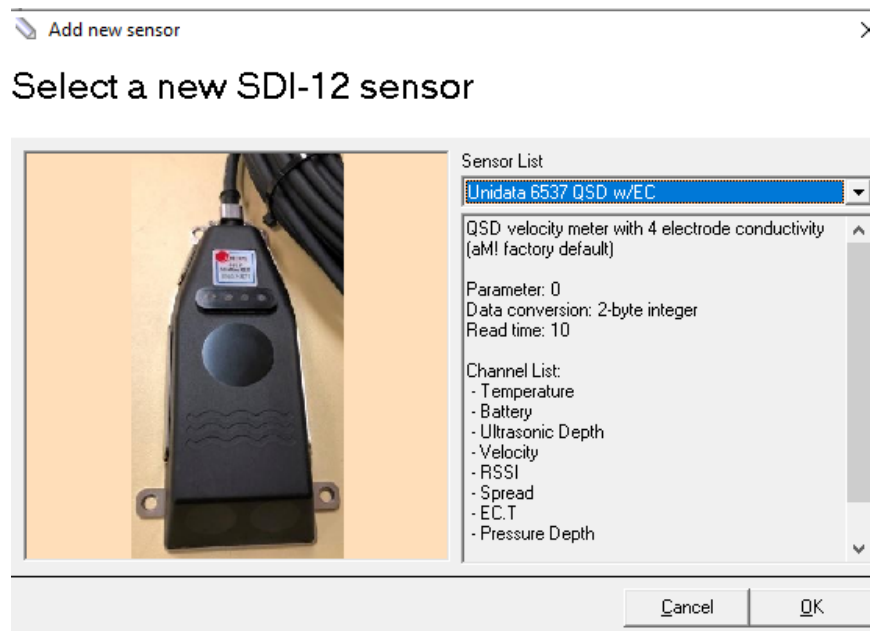 Add new sensor
Select a new SDI-12 sensor
Sensor List
Unidata 6537 QSD w/EC
QSD velocity meter with 4 electrode conductivity
(aM! factory default)
Parameter: 0
Data conversion: 2-byte integer
Read time: 10
Channel List:
- Temperature
- Battery
- Ultrasonic Depth
- Velocity
- RSSI
- Spread
- EC.T
- Pressure Depth
Cancel
OK